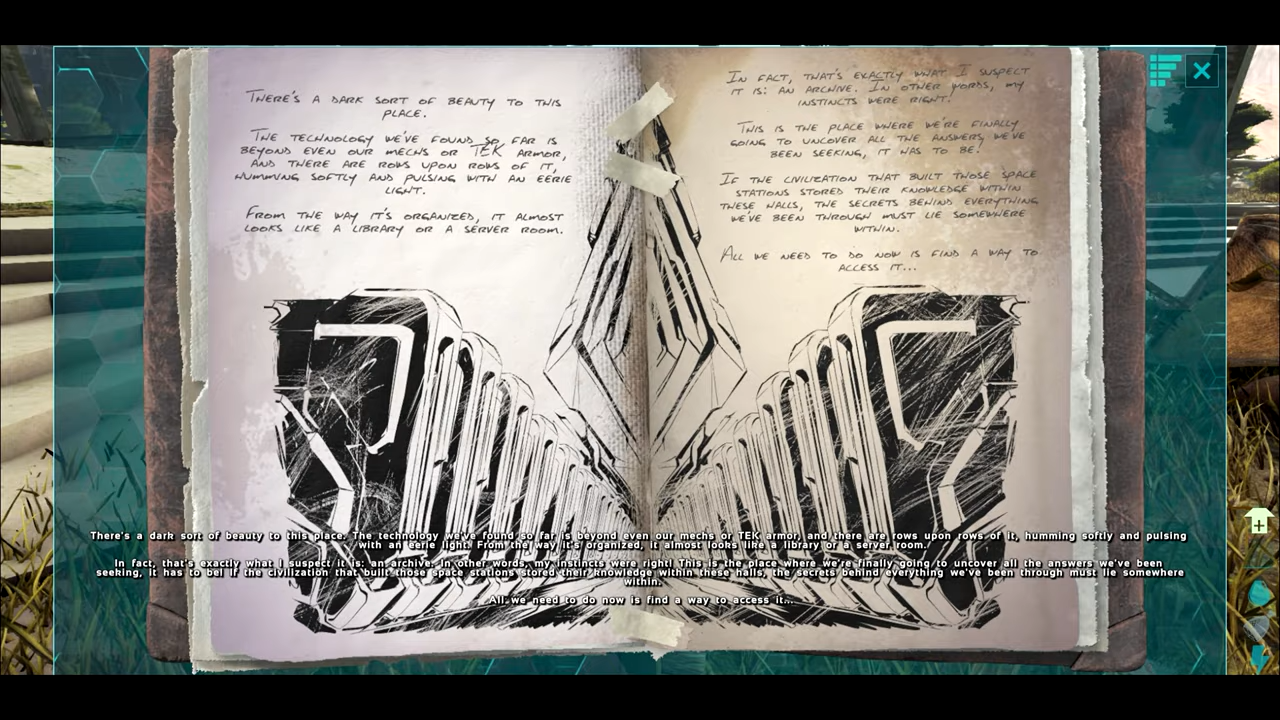 There's a dark sort of beauty to this
place.
The technology we've found so far is
beyond even our mechs or TEK armor,
and there are rows upon rows of it,
humming softly and pulsing with an eerie
light.
From the way it's organized, it almost
looks like a library or a server room.
In fact, that's exactly what I suspect
it is: an archive. In other words, my
instincts were right!
This is the place where we're finally
going to uncover all the answers we've
been seeking, it has to be!
If the civilization that built those space
stations stored their knowledge within
these walls, the secrets behind everything
we've been through must lie somewhere
within.
All we need to do now is find a way to
access it...
There's a dark sort of beauty to this place. The technology we've found so far is beyond even our mechs or TEK armor, and there are rows upon rows of it, humming softly and pulsing
with an eerie light. From the way it's organized, it almost looks like a library or a server room.
In fact, that's exactly what I suspect it is: an archive. In other words, my instincts were right! This is the place where we're finally going to uncover all the answers we've been
seeking, it has to be! If the civilization that built those space stations stored their knowledge within these halls, the secrets behind everything we've been through must lie somewhere
within.
All we need to do now is find a way to access it...